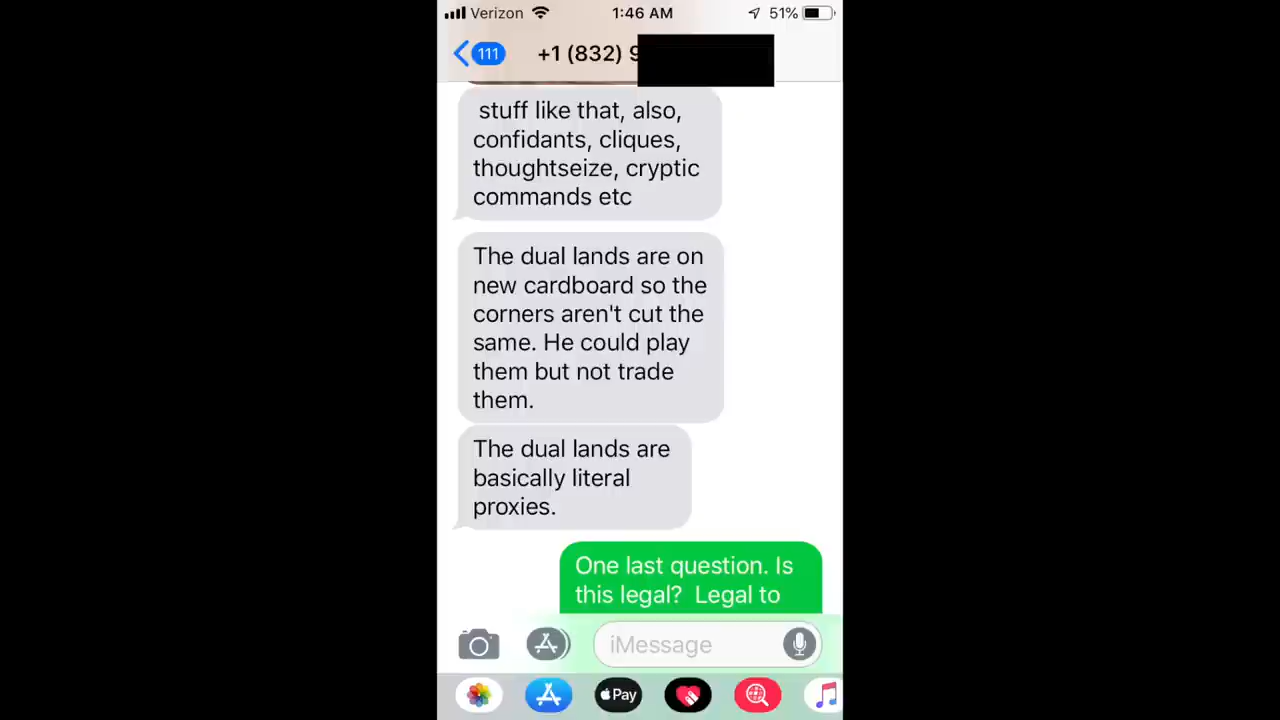 Verizon 1:46 AM 51%
111 +1 (832) 9
stuff like that, also,
confidants, cliques,
thoughtseize, cryptic
commands etc
The dual lands are on
new cardboard so the
corners aren't cut the
same. He could play
them but not trade
them.
The dual lands are
basically literal
proxies.
One last question. Is
this legal?  Legal to
iMessage
Pay